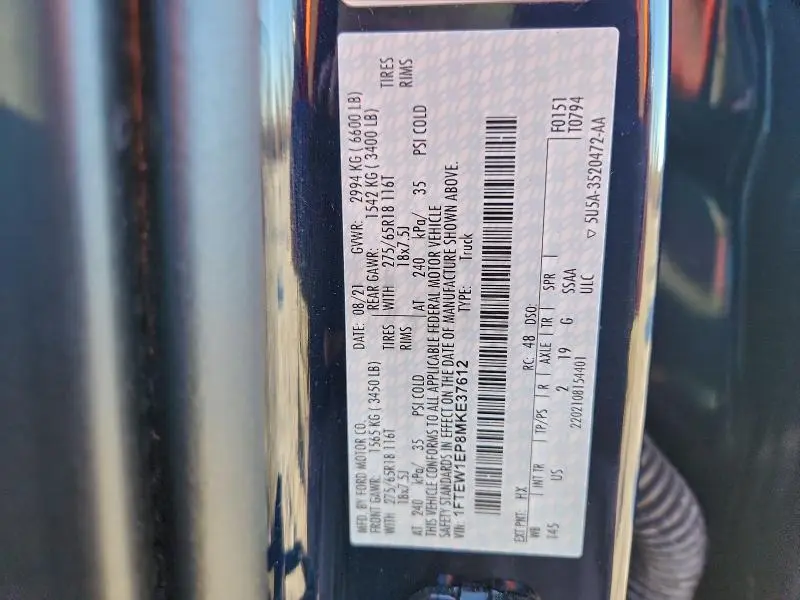 MFD. BY FORD MOTOR CO.
DATE: 08/21 GVWR: 2994 KG ( 6600 LB)
FRONT GAWR: 1565 KG (3450 LB) REAR GAWR: 1542 KG ( 3400 LB)
WITH 275/65R18 116T TIRES WITH 275/65R18 116T TIRES
18x7.5J RIMS 18x7.5J RIMS
AT 240 kPa/ 35 PSI COLD AT 240 kPa/ 35 PSI COLD
THIS VEHICLE CONFORMS TO ALL APPLICABLE FEDERAL MOTOR VEHICLE
SAFETY STANDARDS IN EFFECT ON THE DATE OF MANUFACTURE SHOWN ABOVE.
VIN: 1FTEW1EP8MKE37612 TYPE: Truck
F0151
T0794
EXT PNT: HX RC: 48 DSO:
WB INT TR TP/PS R AXLE TR SPR
145 US 2 19 G SSAA
2202108154401 ULC
▽ 5U5A-3520472-AA